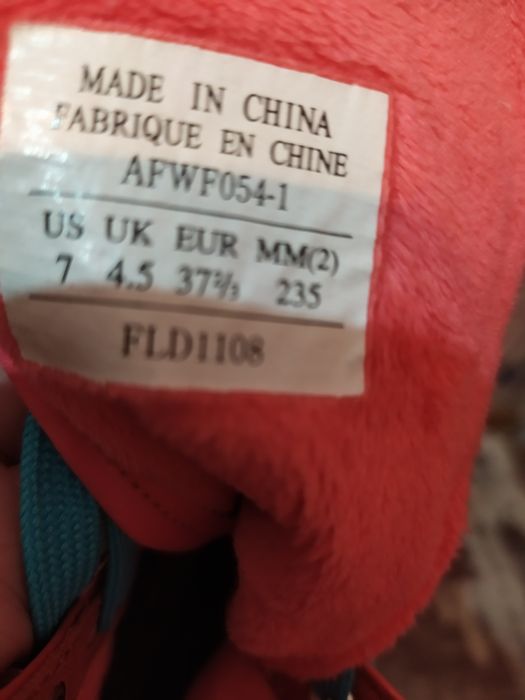 MADE IN CHINA
FABRIQUE EN CHINE
AFWF054-1
US UK EUR MM(2)
7 4.5 37⅔ 235
FLD1108